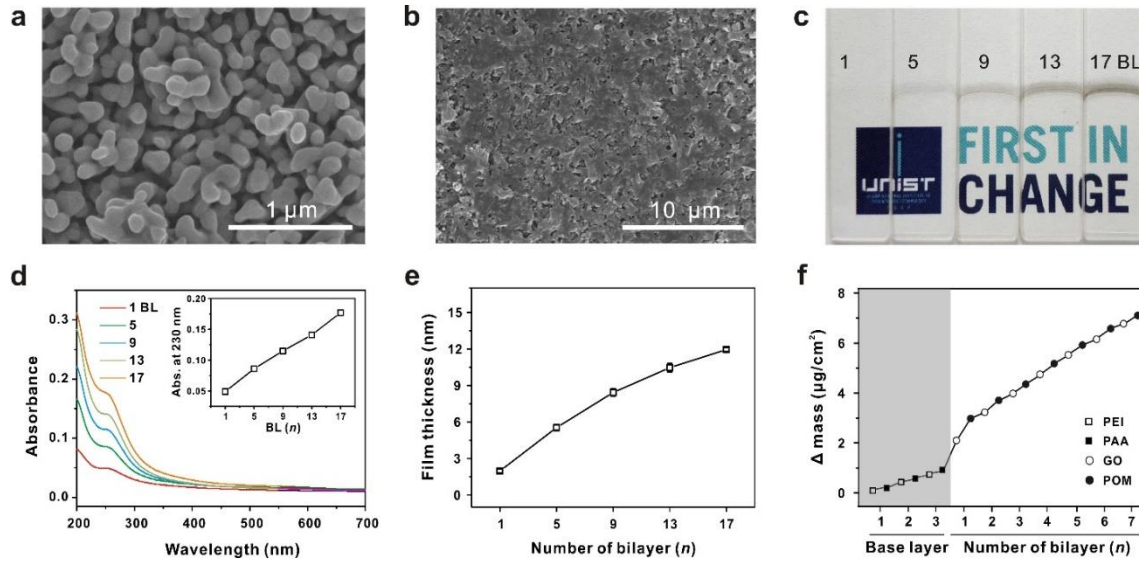 a
1 μm
b
10 μm
c
1 5 9 13 17 BL
UNIST
FIRST IN
CHANGE
d
Absorbance
0.3
0.2
0.1
0.0
200 300 400 500 600 700
Wavelength (nm)
1 BL
5
9
13
17
Abs. at 230 nm
0.20
0.15
0.10
0.05
1 5 9 13 17
BL (n)
e
Film thickness (nm)
15
12
9
6
3
0
1 5 9 13 17
Number of bilayer (n)
f
Δ mass (μg/cm²)
8
6
4
2
0
PEI
PAA
GO
POM
1 2 3 1 2 3 4 5 6 7
Base layer Number of bilayer (n)